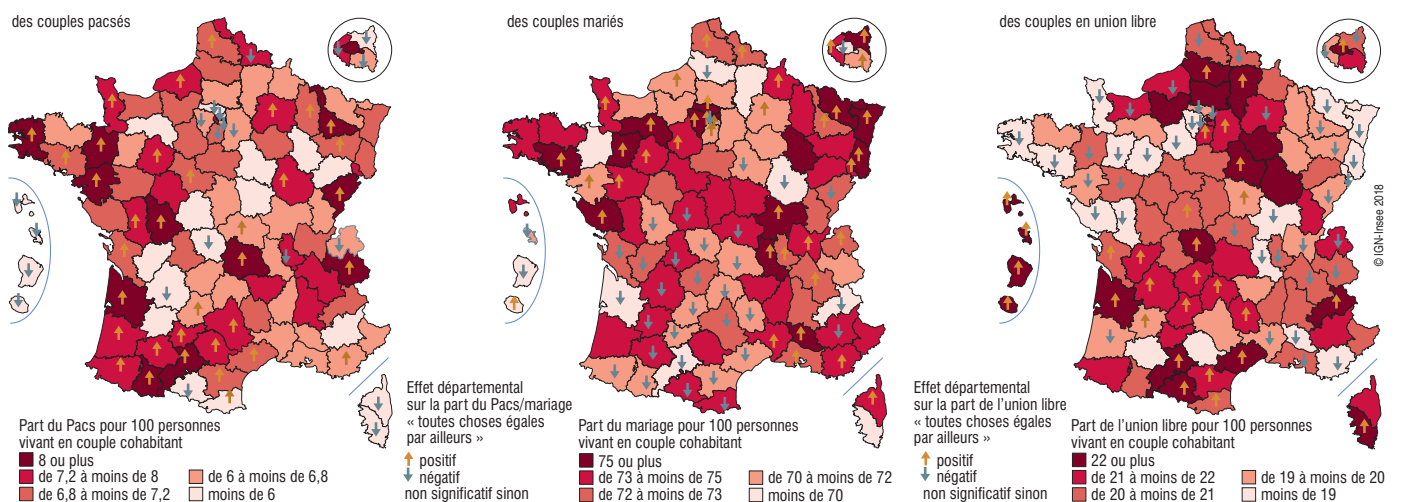 des couples pacsés
des couples mariés
des couples en union libre
© IGN-Insee 2018
Part du Pacs pour 100 personnes
vivant en couple cohabitant
8 ou plus
de 7,2 à moins de 8
de 6,8 à moins de 7,2
de 6 à moins de 6,8
moins de 6
Effet départemental
sur la part du Pacs/mariage
« toutes choses égales
par ailleurs »
positif
négatif
non significatif sinon
Part du mariage pour 100 personnes
vivant en couple cohabitant
75 ou plus
de 73 à moins de 75
de 72 à moins de 73
de 70 à moins de 72
moins de 70
Effet départemental
sur la part de l'union libre
« toutes choses égales
par ailleurs »
positif
négatif
non significatif sinon
Part de l'union libre pour 100 personnes
vivant en couple cohabitant
22 ou plus
de 21 à moins de 22
de 20 à moins de 21
de 19 à moins de 20
moins de 19